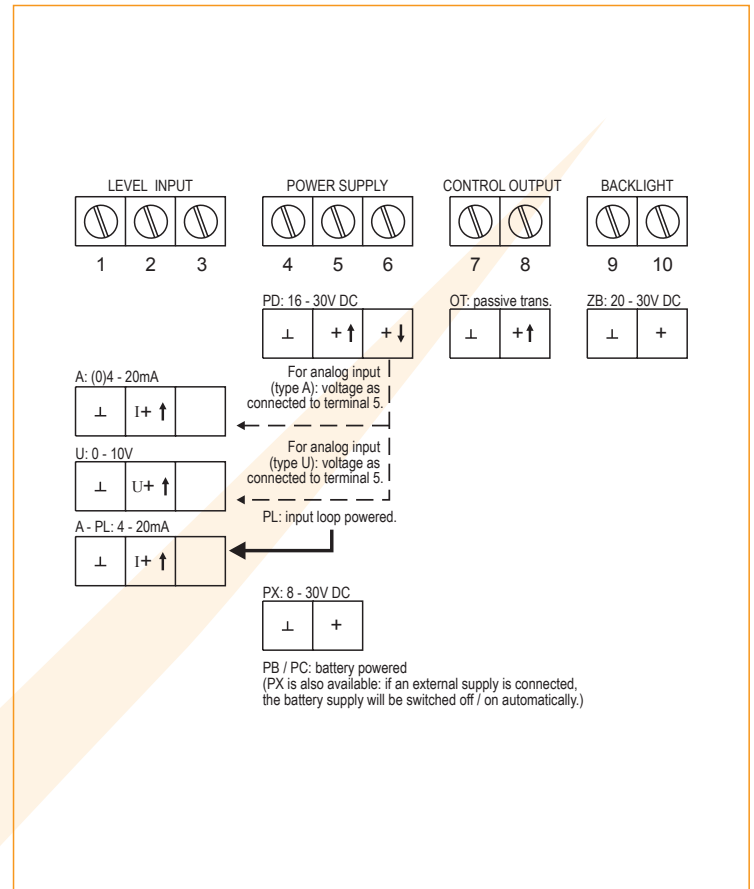 LEVEL INPUT
POWER SUPPLY
CONTROL OUTPUT
BACKLIGHT
1 2 3
4 5 6
7 8
9 10
PD: 16 - 30V DC
⊥ +↑ +↓
OT: passive trans.
⊥ +↑
ZB: 20 - 30V DC
⊥ +
For analog input
(type A): voltage as
connected to terminal 5.
A: (0)4 - 20mA
⊥ I+ ↑
For analog input
(type U): voltage as
connected to terminal 5.
U: 0 - 10V
⊥ U+ ↑
PL: input loop powered.
A - PL: 4 - 20mA
⊥ I+ ↑
PX: 8 - 30V DC
⊥ +
PB / PC: battery powered
(PX is also available: if an external supply is connected,
the battery supply will be switched off / on automatically.)